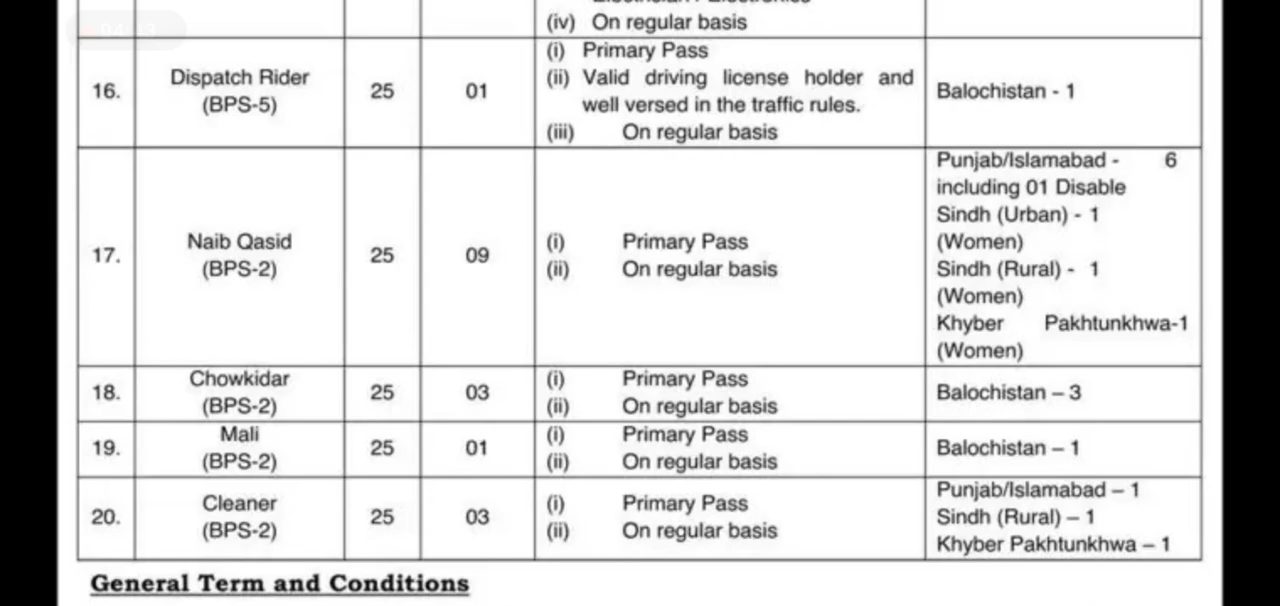 (iv) On regular basis
16.
Dispatch Rider
(BPS-5)
25
01
(i) Primary Pass
(ii) Valid driving license holder and
well versed in the traffic rules.
(iii) On regular basis
Balochistan - 1
17.
Naib Qasid
(BPS-2)
25
09
(i) Primary Pass
(ii) On regular basis
Punjab/Islamabad - 6
including 01 Disable
Sindh (Urban) - 1
(Women)
Sindh (Rural) - 1
(Women)
Khyber Pakhtunkhwa-1
(Women)
18.
Chowkidar
(BPS-2)
25
03
(i) Primary Pass
(ii) On regular basis
Balochistan – 3
19.
Mali
(BPS-2)
25
01
(i) Primary Pass
(ii) On regular basis
Balochistan – 1
20.
Cleaner
(BPS-2)
25
03
(i) Primary Pass
(ii) On regular basis
Punjab/Islamabad – 1
Sindh (Rural) – 1
Khyber Pakhtunkhwa – 1
General Term and Conditions